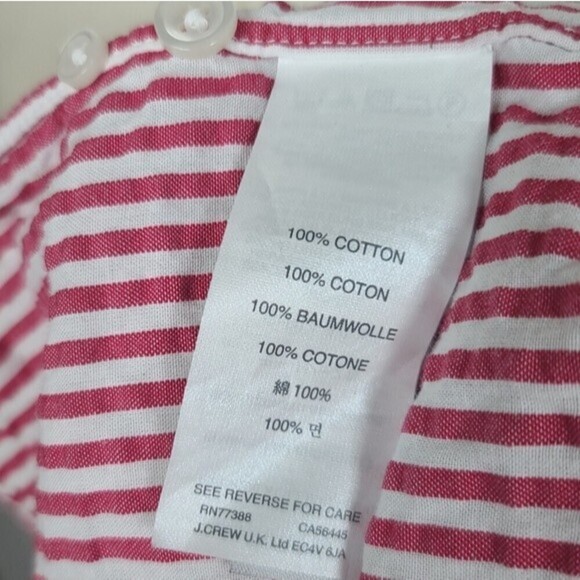 100% COTTON
100% COTON
100% BAUMWOLLE
100% COTONE
綿 100%
100% 면
SEE REVERSE FOR CARE
RN77388 CA56445
J.CREW U.K. Ltd EC4V 6JA